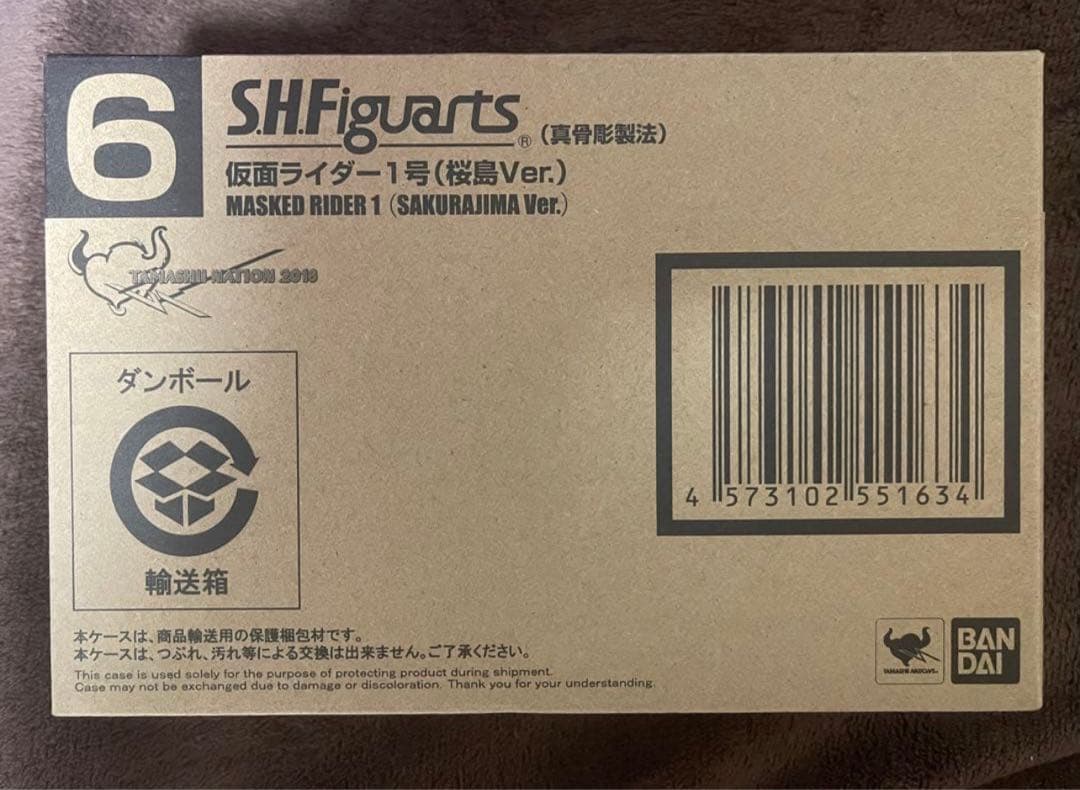 6
S.H.Figuarts® (真骨彫製法)
仮面ライダー1号(桜島Ver.)
MASKED RIDER 1 (SAKURAJIMA Ver.)
TAMASHII NATION 2018
ダンボール
輸送箱
4 573102 551634
本ケースは、商品輸送用の保護梱包材です。
本ケースは、つぶれ、汚れ等による交換は出来ません。ご了承ください。
This case is used solely for the purpose of protecting product during shipment.
Case may not be exchanged due to damage or discoloration. Thank you for your understanding.
TAMASHII NATIONS
BAN
DAI